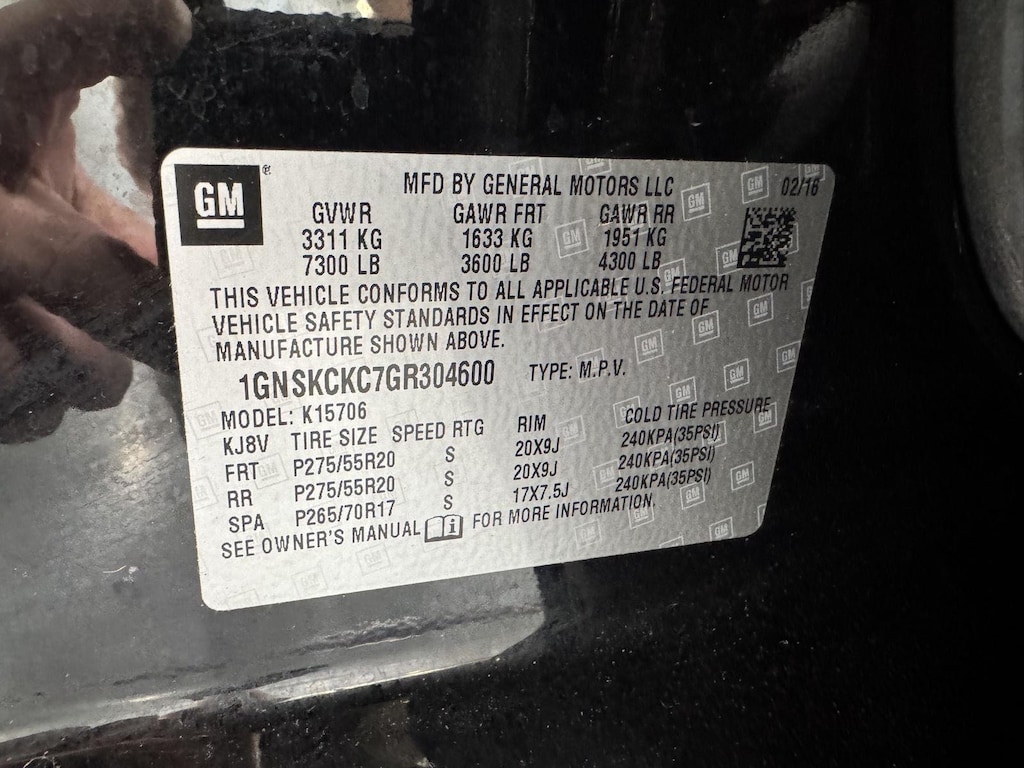 GM ® MFD BY GENERAL MOTORS LLC 02/16
GVWR GAWR FRT GAWR RR
3311 KG 1633 KG 1951 KG
7300 LB 3600 LB 4300 LB
THIS VEHICLE CONFORMS TO ALL APPLICABLE U.S. FEDERAL MOTOR
VEHICLE SAFETY STANDARDS IN EFFECT ON THE DATE OF
MANUFACTURE SHOWN ABOVE.
1GNSKCKC7GR304600 TYPE: M.P.V.
MODEL: K15706
KJ8V TIRE SIZE SPEED RTG RIM COLD TIRE PRESSURE
FRT P275/55R20 S 20X9J 240KPA(35PSI)
RR P275/55R20 S 20X9J 240KPA(35PSI)
SPA P265/70R17 S 17X7.5J 240KPA(35PSI)
SEE OWNER'S MANUAL i FOR MORE INFORMATION.